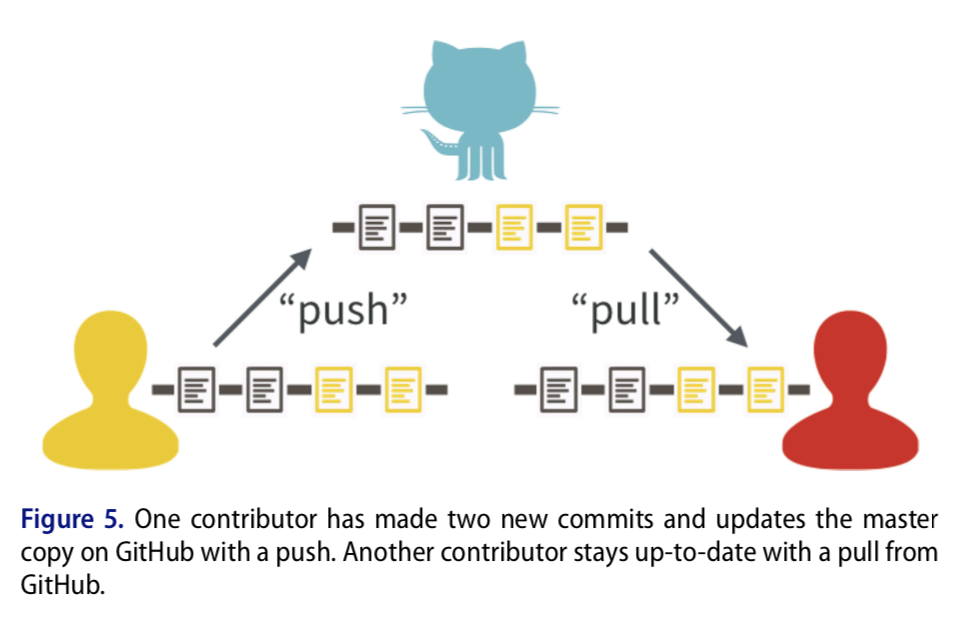 “push”
“pull”
Figure 5. One contributor has made two new commits and updates the master
copy on GitHub with a push. Another contributor stays up-to-date with a pull from
GitHub.